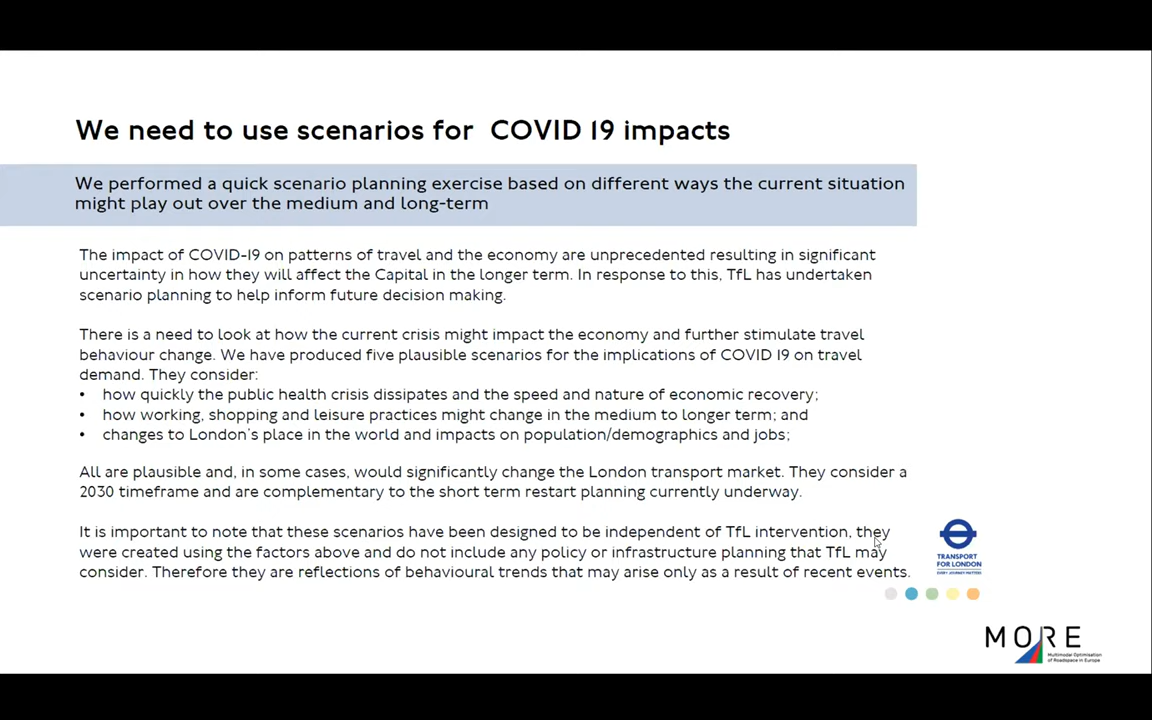 We need to use scenarios for COVID 19 impacts
We performed a quick scenario planning exercise based on different ways the current situation
might play out over the medium and long-term
The impact of COVID-19 on patterns of travel and the economy are unprecedented resulting in significant
uncertainty in how they will affect the Capital in the longer term. In response to this, TfL has undertaken
scenario planning to help inform future decision making.
There is a need to look at how the current crisis might impact the economy and further stimulate travel
behaviour change. We have produced five plausible scenarios for the implications of COVID 19 on travel
demand. They consider:
• how quickly the public health crisis dissipates and the speed and nature of economic recovery;
• how working, shopping and leisure practices might change in the medium to longer term; and
• changes to London's place in the world and impacts on population/demographics and jobs;
All are plausible and, in some cases, would significantly change the London transport market. They consider a
2030 timeframe and are complementary to the short term restart planning currently underway.
It is important to note that these scenarios have been designed to be independent of TfL intervention, they
were created using the factors above and do not include any policy or infrastructure planning that TfL may
consider. Therefore they are reflections of behavioural trends that may arise only as a result of recent events.
TRANSPORT
FOR LONDON
EVERY JOURNEY MATTERS
MORE
Multimodal Optimisation
of Roadspace in Europe